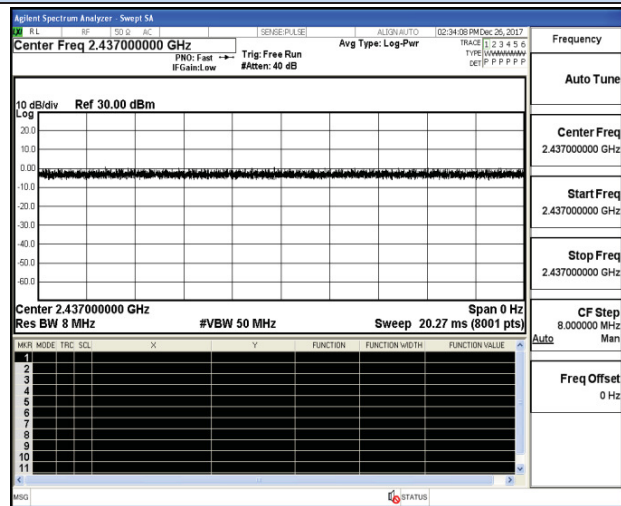 Agilent Spectrum Analyzer - Swept SA
RL RF 50 Ω AC SENSE:PULSE ALIGNAUTO 02:34:08 PM Dec 26, 2017
Center Freq 2.437000000 GHz
PNO: Fast
IFGain:Low
Trig: Free Run
#Atten: 40 dB
Avg Type: Log-Pwr
TRACE 1 2 3 4 5 6
TYPE WWWWWW
DET P P P P P P
10 dB/div Ref 30.00 dBm
Log
20.0
10.0
0.00
-10.0
-20.0
-30.0
-40.0
-50.0
-60.0
Center 2.437000000 GHz Span 0 Hz
Res BW 8 MHz #VBW 50 MHz Sweep 20.27 ms (8001 pts)
MKR MODE TRC SCL X Y FUNCTION FUNCTION WIDTH FUNCTION VALUE
1
2
3
4
5
6
7
8
9
10
11
MSG STATUS
Frequency
Auto Tune
Center Freq
2.437000000 GHz
Start Freq
2.437000000 GHz
Stop Freq
2.437000000 GHz
CF Step
8.000000 MHz
Auto Man
Freq Offset
0 Hz